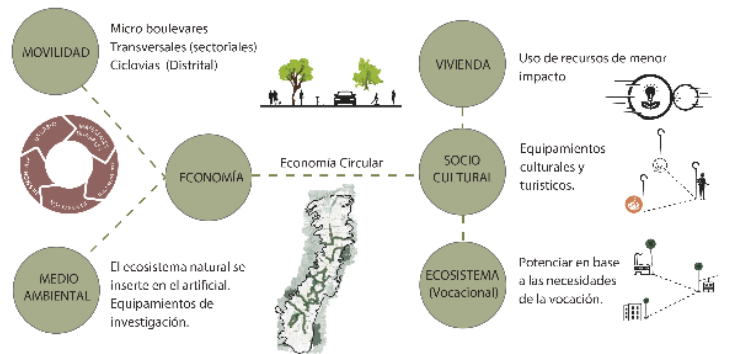 MOVILIDAD
Micro boulevares
Transversales (sectoriales)
Ciclovias (Distrital)
ECONOMÍA
MEDIO
AMBIENTAL
El ecosistema natural se
inserte en el artificial.
Equipamientos de
investigación.
Economía Circular
VIVIENDA
Uso de recursos de menor
impacto
SOCIO
CULTURAL
Equipamientos
culturales y
turisticos.
ECOSISTEMA
(Vocacional)
Potenciar en base
a las necesidades
de la vocación.